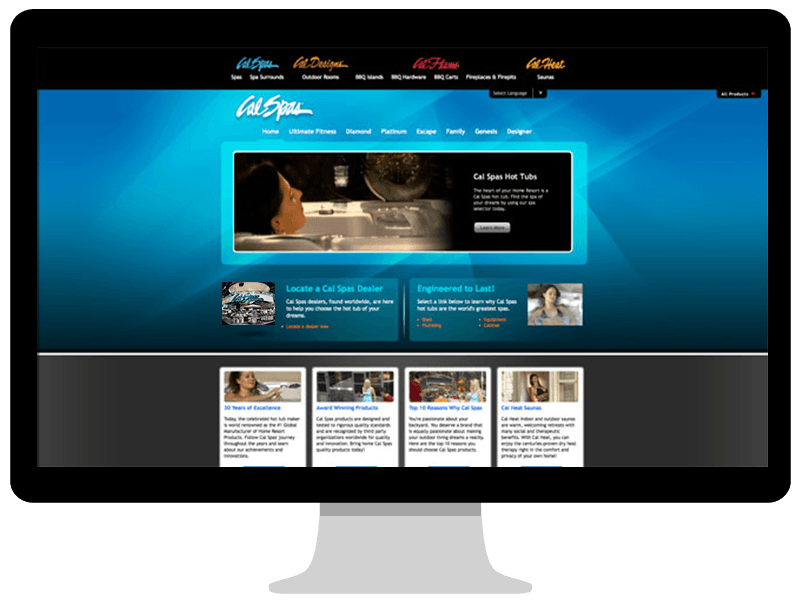 Cal Spas
Cal Designs
Cal Flame
Cal Heat
Spas Spa Surrounds Outdoor Rooms BBQ Islands BBQ Hardware BBQ Carts Fireplaces & Firepits Saunas
Select Language
All Products
Cal Spas
Home Ultimate Fitness Diamond Platinum Escape Family Genesis Designer
Cal Spas Hot Tubs
The heart of your Home Resort is a
Cal Spas hot tub. Find the spa of
your dreams by using our spa
selector today.
Learn More
Cal Spas
Locate a Cal Spas Dealer
Cal Spas dealers, found worldwide, are here
to help you choose the hot tub of your
dreams.
Locate a dealer now
Engineered to Last!
Select a link below to learn why Cal Spas
hot tubs are the world's greatest spas.
Plumbing
Equipment
Cabinet
30 Years of Excellence
Today, the celebrated hot tub maker
is world renowned as the #1 Global
Manufacturer of Home Resort
Products. Follow Cal Spas' journey
throughout the years and learn
about our achievements and
innovations.
Award Winning Products
Cal Spas products are designed and
tested to rigorous quality standards
and are recognized by third party
organizations worldwide for quality
and innovation. Bring home Cal Spas
quality products today!
Top 10 Reasons Why Cal Spas
You're passionate about your
backyard. You deserve a brand that
is equally passionate about making
your outdoor living dreams a reality.
Here are the top 10 reasons you
should choose Cal Spas products.
Cal Heat Saunas
Cal Heat indoor and outdoor saunas
are warm, welcoming retreats with
many social and therapeutic
benefits. With Cal Heat, you can
enjoy the centuries-proven dry heat
therapy right in the comfort and
privacy of your own home!